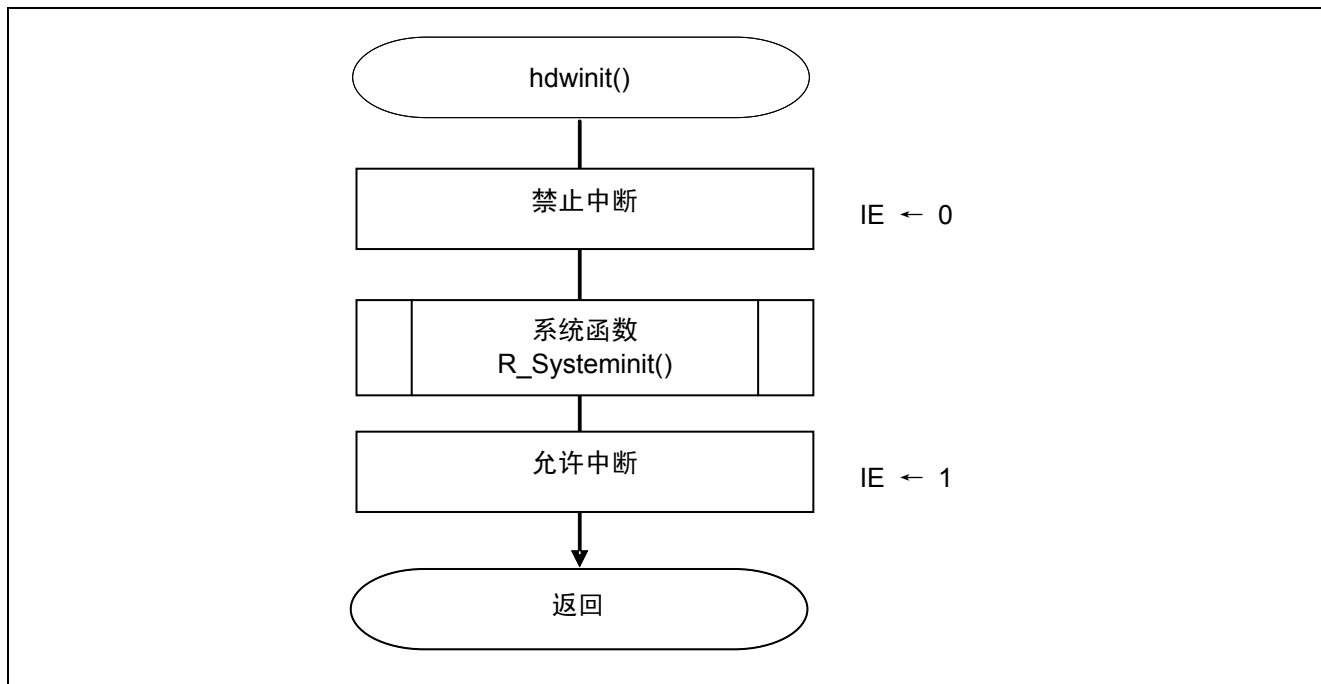 hdwinit()
禁止中断
IE ← 0
系统函数
R_Systeminit()
允许中断
IE ← 1
返回